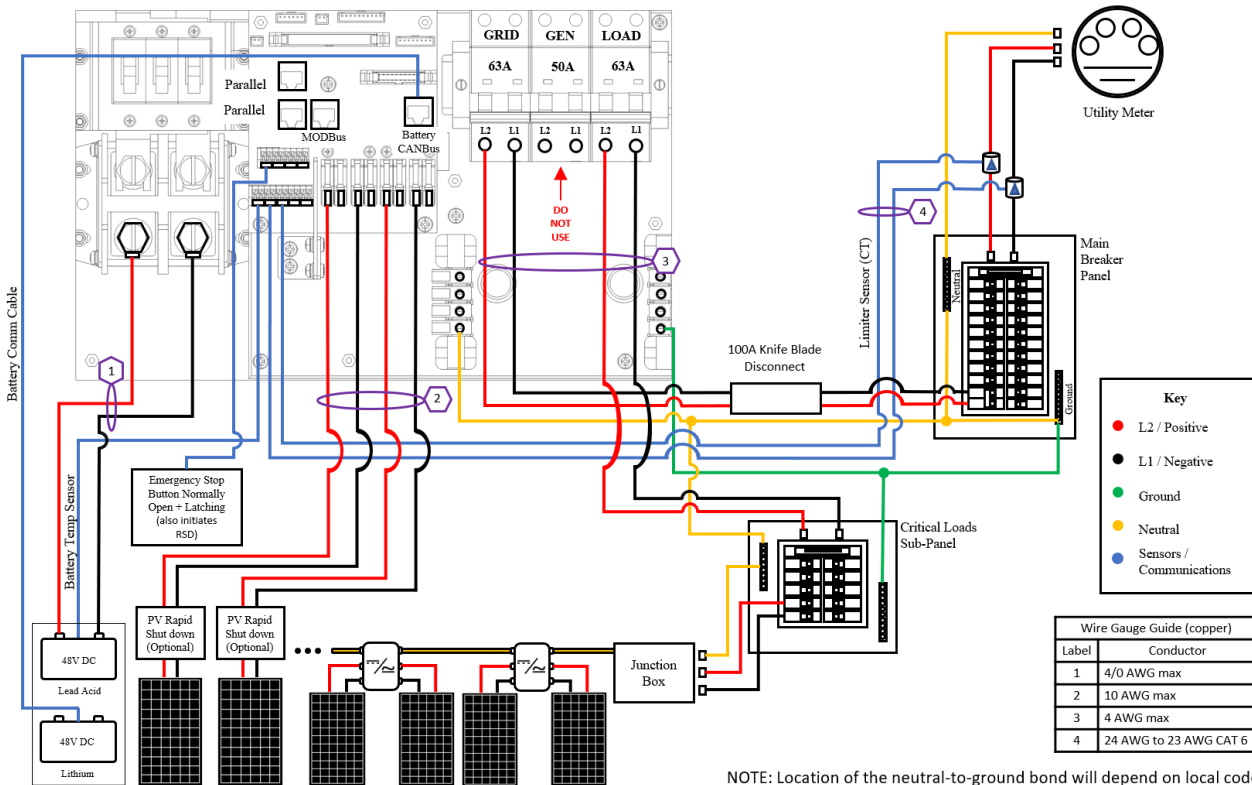 GRID GEN LOAD
63A 50A 63A
L2 L1 L2 L1 L2 L1
Parallel
Parallel
MODBus
Battery
CANBus
DO
NOT
USE
Utility Meter
Battery Comm Cable
Battery Temp Sensor
Limiter Sensor (CT)
1
2
3
4
Main
Breaker
Panel
Neutral
Ground
100A Knife Blade
Disconnect
Emergency Stop
Button Normally
Open + Latching
(also initiates
RSD)
Critical Loads
Sub-Panel
PV Rapid
Shut down
(Optional)
PV Rapid
Shut down
(Optional)
48V DC
Lead Acid
48V DC
Lithium
Junction
Box
Key
L2 / Positive
L1 / Negative
Ground
Neutral
Sensors /
Communications
Wire Gauge Guide (copper)
Label Conductor
1 4/0 AWG max
2 10 AWG max
3 4 AWG max
4 24 AWG to 23 AWG CAT 6
NOTE: Location of the neutral-to-ground bond will depend on local code